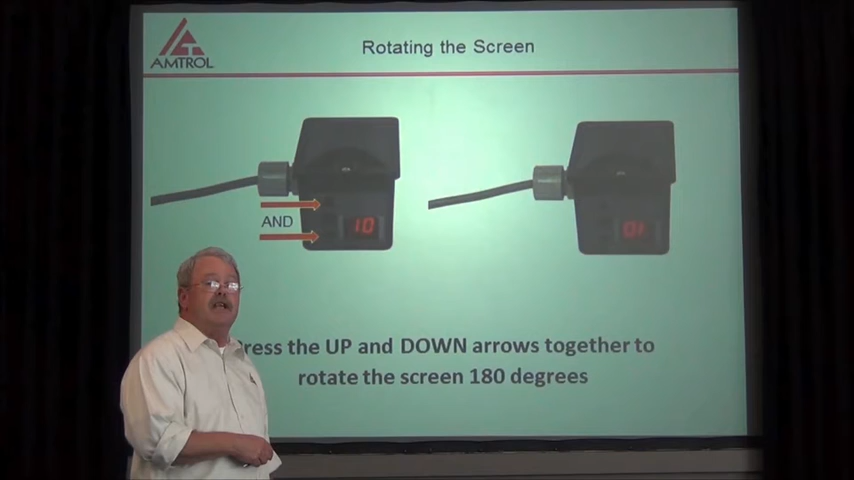 AMTROL
Rotating the Screen
AND
10
01
Press the UP and DOWN arrows together to
rotate the screen 180 degrees